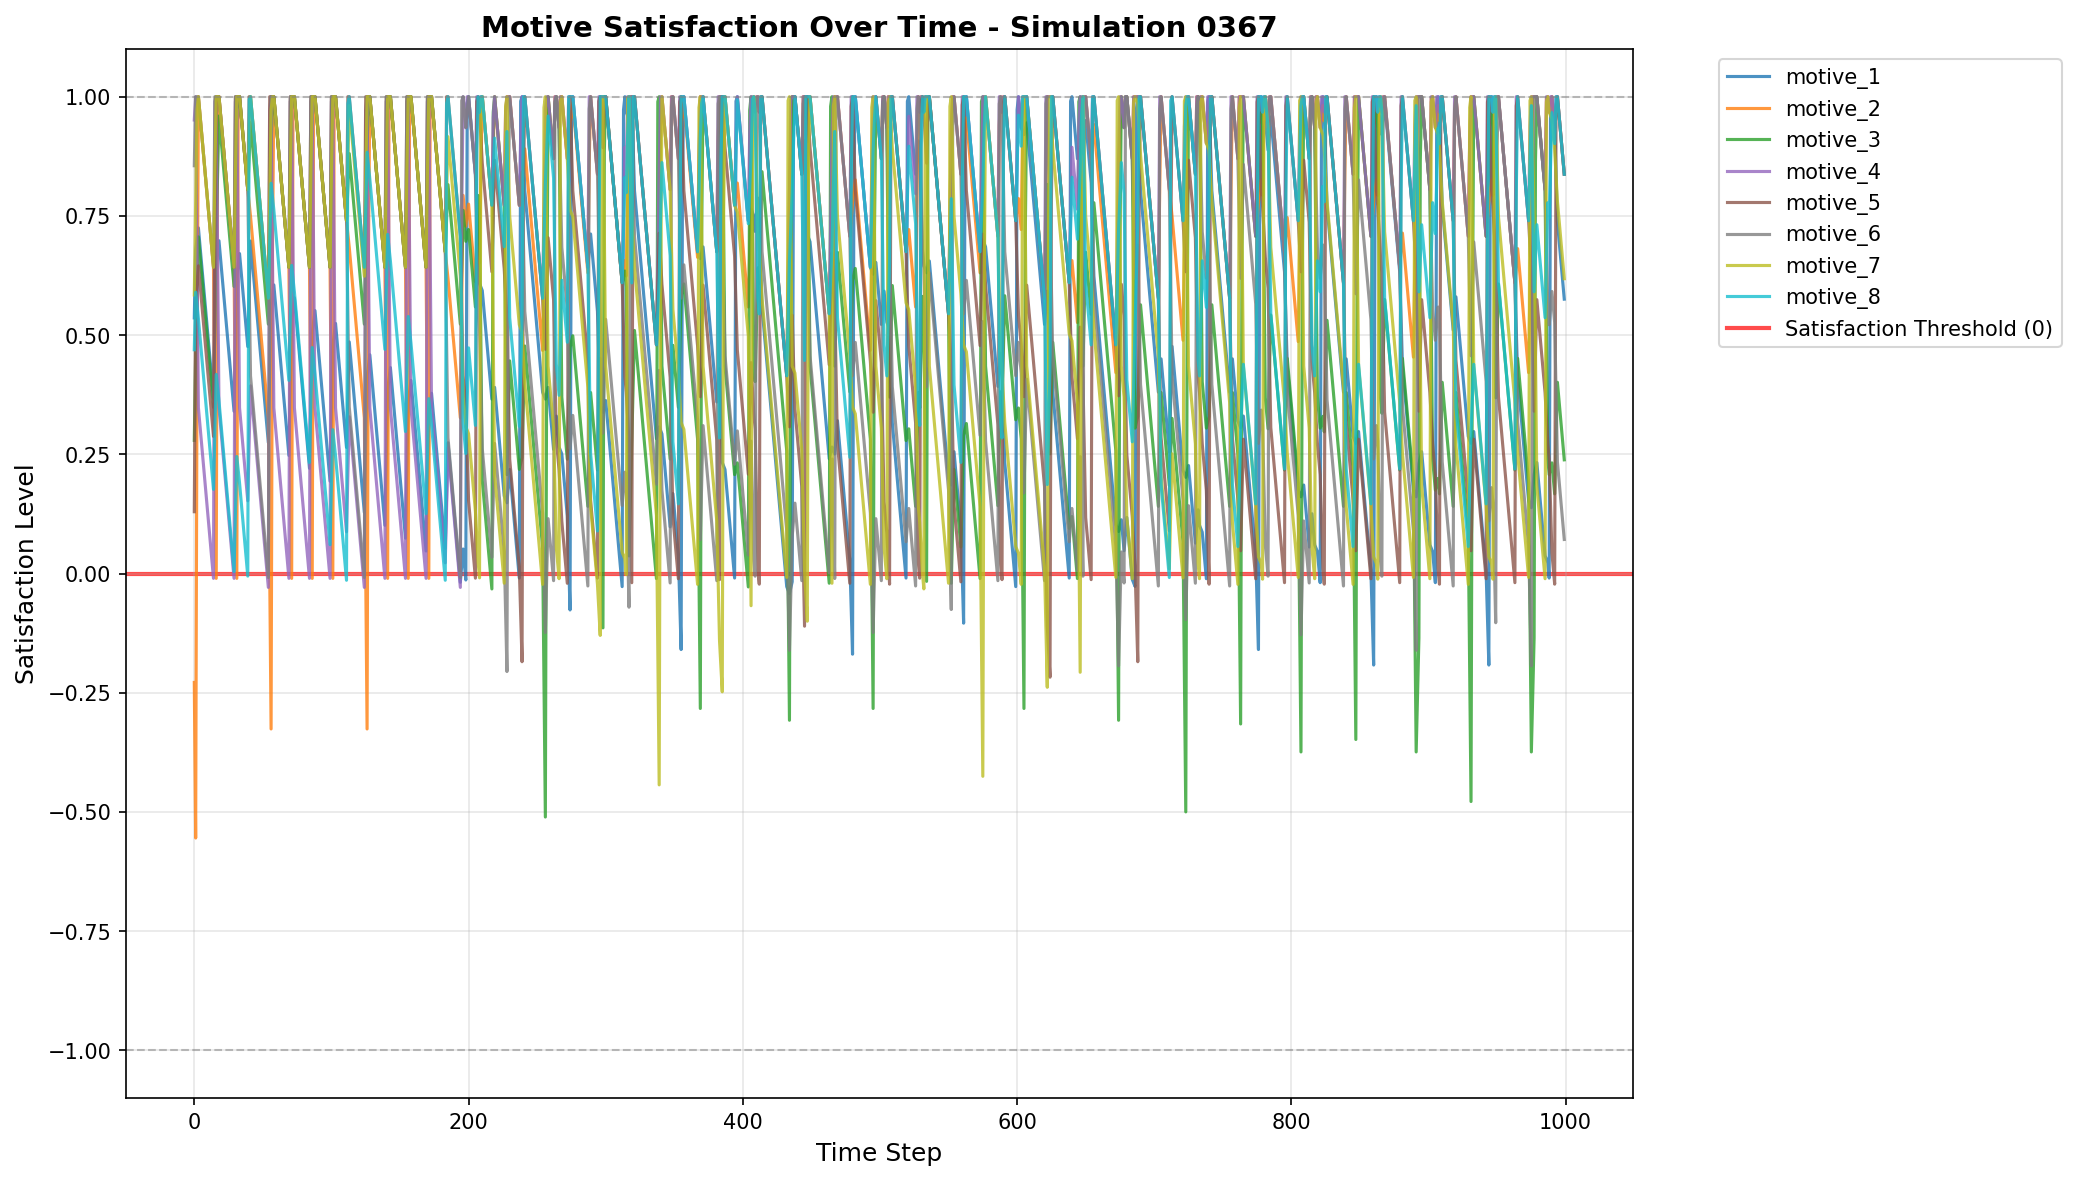 Motive Satisfaction Over Time - Simulation 0367
1.00
0.75
0.50
0.25
0.00
−0.25
−0.50
−0.75
−1.00
Satisfaction Level
0
200
400
600
800
1000
Time Step
motive_1
motive_2
motive_3
motive_4
motive_5
motive_6
motive_7
motive_8
Satisfaction Threshold (0)